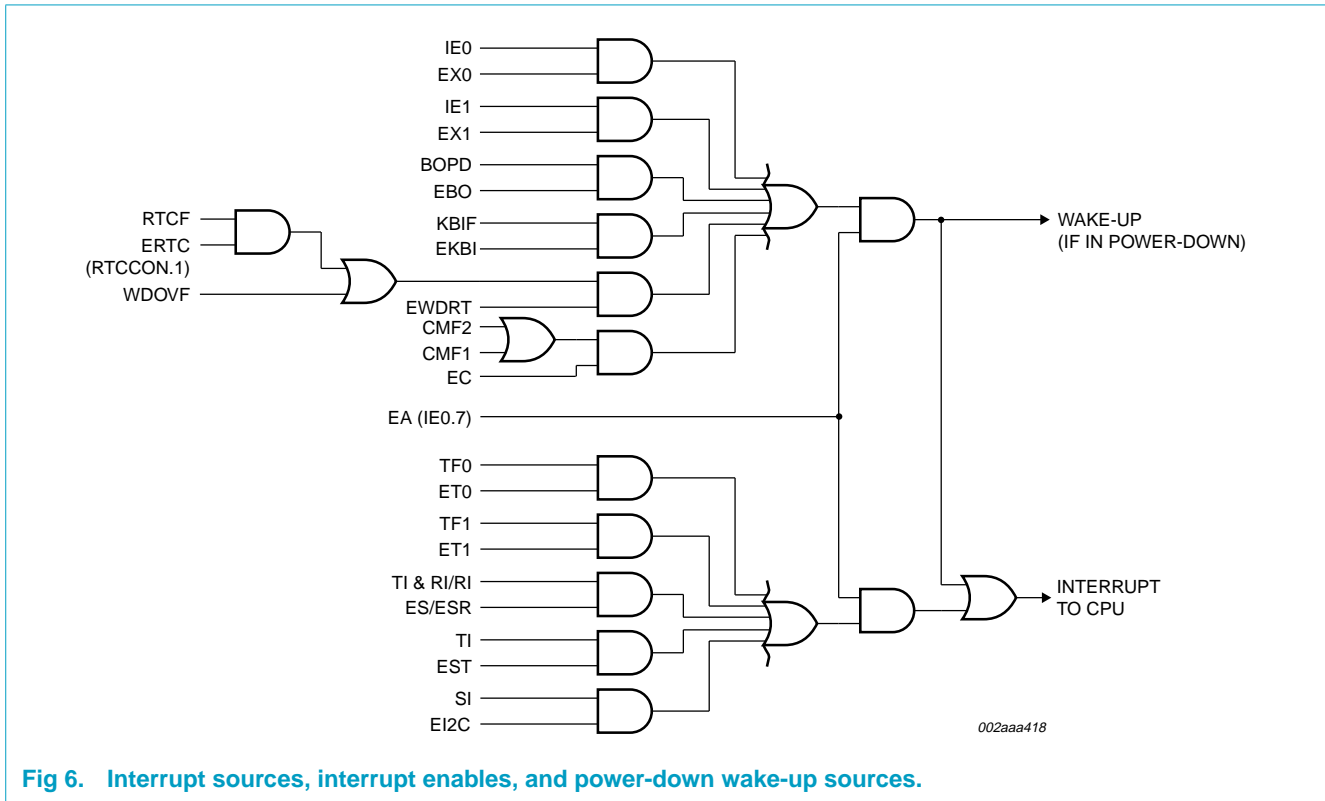 IE0
EX0
IE1
EX1
BOPD
EBO
KBIF
EKBI
RTCF
ERTC
(RTCCON.1)
WDOVF
EWDRT
CMF2
CMF1
EC
EA (IE0.7)
WAKE-UP
(IF IN POWER-DOWN)
TF0
ET0
TF1
ET1
TI & RI/RI
ES/ESR
TI
EST
SI
EI2C
INTERRUPT
TO CPU
002aaa418
Fig 6. Interrupt sources, interrupt enables, and power-down wake-up sources.